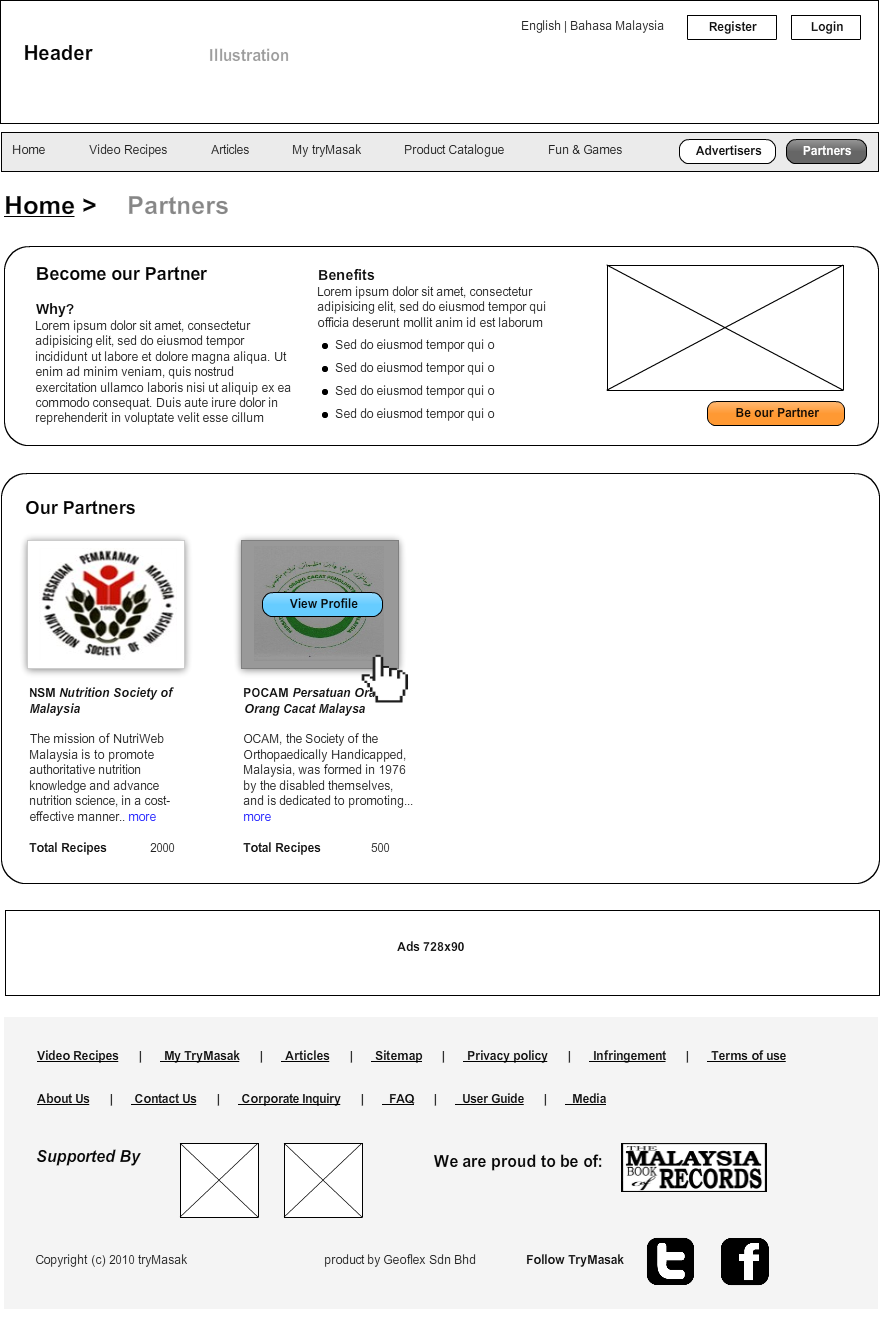 English | Bahasa Malaysia
Register
Login
Header
Illustration
Home
Video Recipes
Articles
My tryMasak
Product Catalogue
Fun & Games
Advertisers
Partners
Home >
Partners
Become our Partner
Why?
Lorem ipsum dolor sit amet, consectetur
adipisicing elit, sed do eiusmod tempor
incididunt ut labore et dolore magna aliqua. Ut
enim ad minim veniam, quis nostrud
exercitation ullamco laboris nisi ut aliquip ex ea
commodo consequat. Duis aute irure dolor in
reprehenderit in voluptate velit esse cillum
Benefits
Lorem ipsum dolor sit amet, consectetur
adipisicing elit, sed do eiusmod tempor qui
officia deserunt mollit anim id est laborum
Sed do eiusmod tempor qui o
Sed do eiusmod tempor qui o
Sed do eiusmod tempor qui o
Sed do eiusmod tempor qui o
Be our Partner
Our Partners
PERSATUAN PEMAKANAN MALAYSIA
1985
NUTRITION SOCIETY OF MALAYSIA
NSM Nutrition Society of
Malaysia
The mission of NutriWeb
Malaysia is to promote
authoritative nutrition
knowledge and advance
nutrition science, in a cost-
effective manner.. more
Total Recipes 2000
View Profile
POCAM Persatuan Ora
Orang Cacat Malaysa
OCAM, the Society of the
Orthopaedically Handicapped,
Malaysia, was formed in 1976
by the disabled themselves,
and is dedicated to promoting...
more
Total Recipes 500
Ads 728x90
Video Recipes | My TryMasak | Articles | Sitemap | Privacy policy | Infringement | Terms of use
About Us | Contact Us | Corporate Inquiry | FAQ | User Guide | Media
Supported By
We are proud to be of:
THE
MALAYSIA
BOOK
of RECORDS
Copyright (c) 2010 tryMasak
product by Geoflex Sdn Bhd
Follow TryMasak